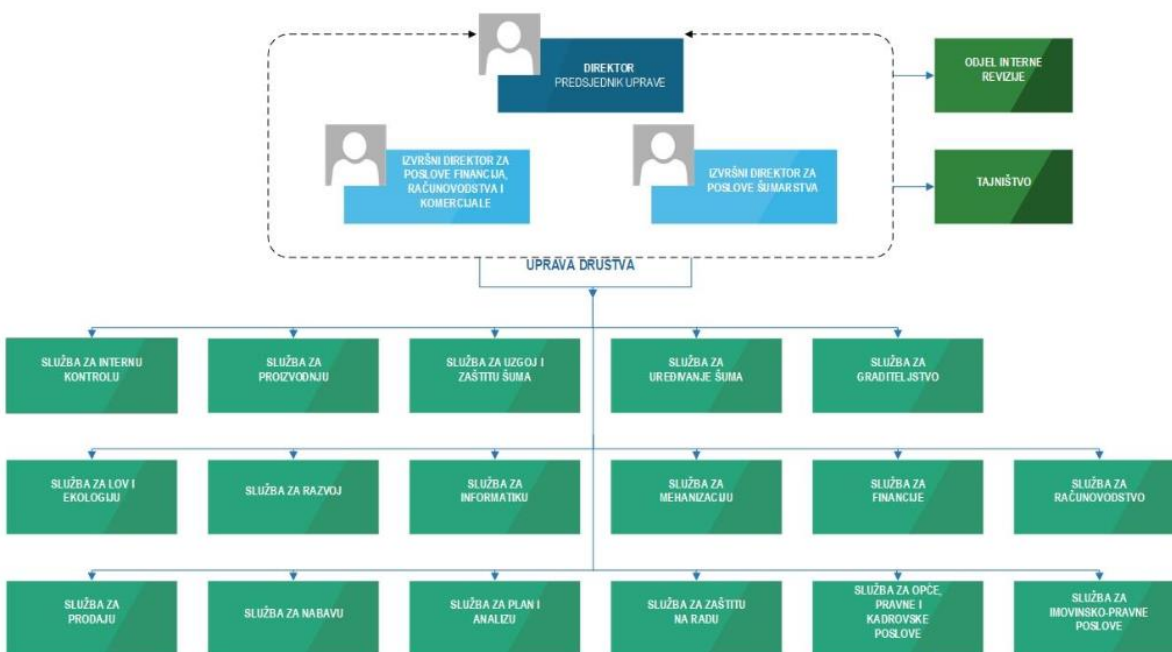 DIREKTOR
PREDSJEDNIK UPRAVE
ODJEL INTERNE
REVIZIJE
IZVRŠNI DIREKTOR ZA
POSLOVE FINANCIJA,
RAČUNOVODSTVA I
KOMERCIJALE
IZVRŠNI DIREKTOR ZA
POSLOVE ŠUMARSTVA
TAJNIŠTVO
UPRAVA DRUŠTVA
SLUŽBA ZA INTERNU
KONTROLU
SLUŽBA ZA
PROIZVODNJU
SLUŽBA ZA UZGOJ I
ZAŠTITU ŠUMA
SLUŽBA ZA
UREĐIVANJE ŠUMA
SLUŽBA ZA
GRADITELJSTVO
SLUŽBA ZA LOV I
EKOLOGIJU
SLUŽBA ZA RAZVOJ
SLUŽBA ZA
INFORMATIKU
SLUŽBA ZA
MEHANIZACIJU
SLUŽBA ZA
FINANCIJE
SLUŽBA ZA
RAČUNOVODSTVO
SLUŽBA ZA
PRODAJU
SLUŽBA ZA NABAVU
SLUŽBA ZA PLAN I
ANALIZU
SLUŽBA ZA ZAŠTITU
NA RADU
SLUŽBA ZA OPĆE,
PRAVNE I
KADROVSKE
POSLOVE
SLUŽBA ZA
IMOVINSKO-PRAVNE
POSLOVE